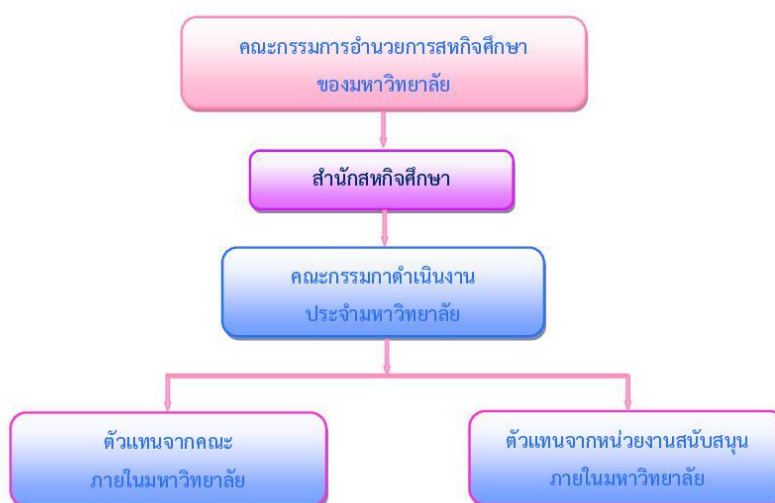 คณะกรรมการอำนวยการสหกิจศึกษา
ของมหาวิทยาลัย
สำนักสหกิจศึกษา
คณะกรรมกาดำเนินงาน
ประจำมหาวิทยาลัย
ตัวแทนจากคณะ
ภายในมหาวิทยาลัย
ตัวแทนจากหน่วยงานสนับสนุน
ภายในมหาวิทยาลัย